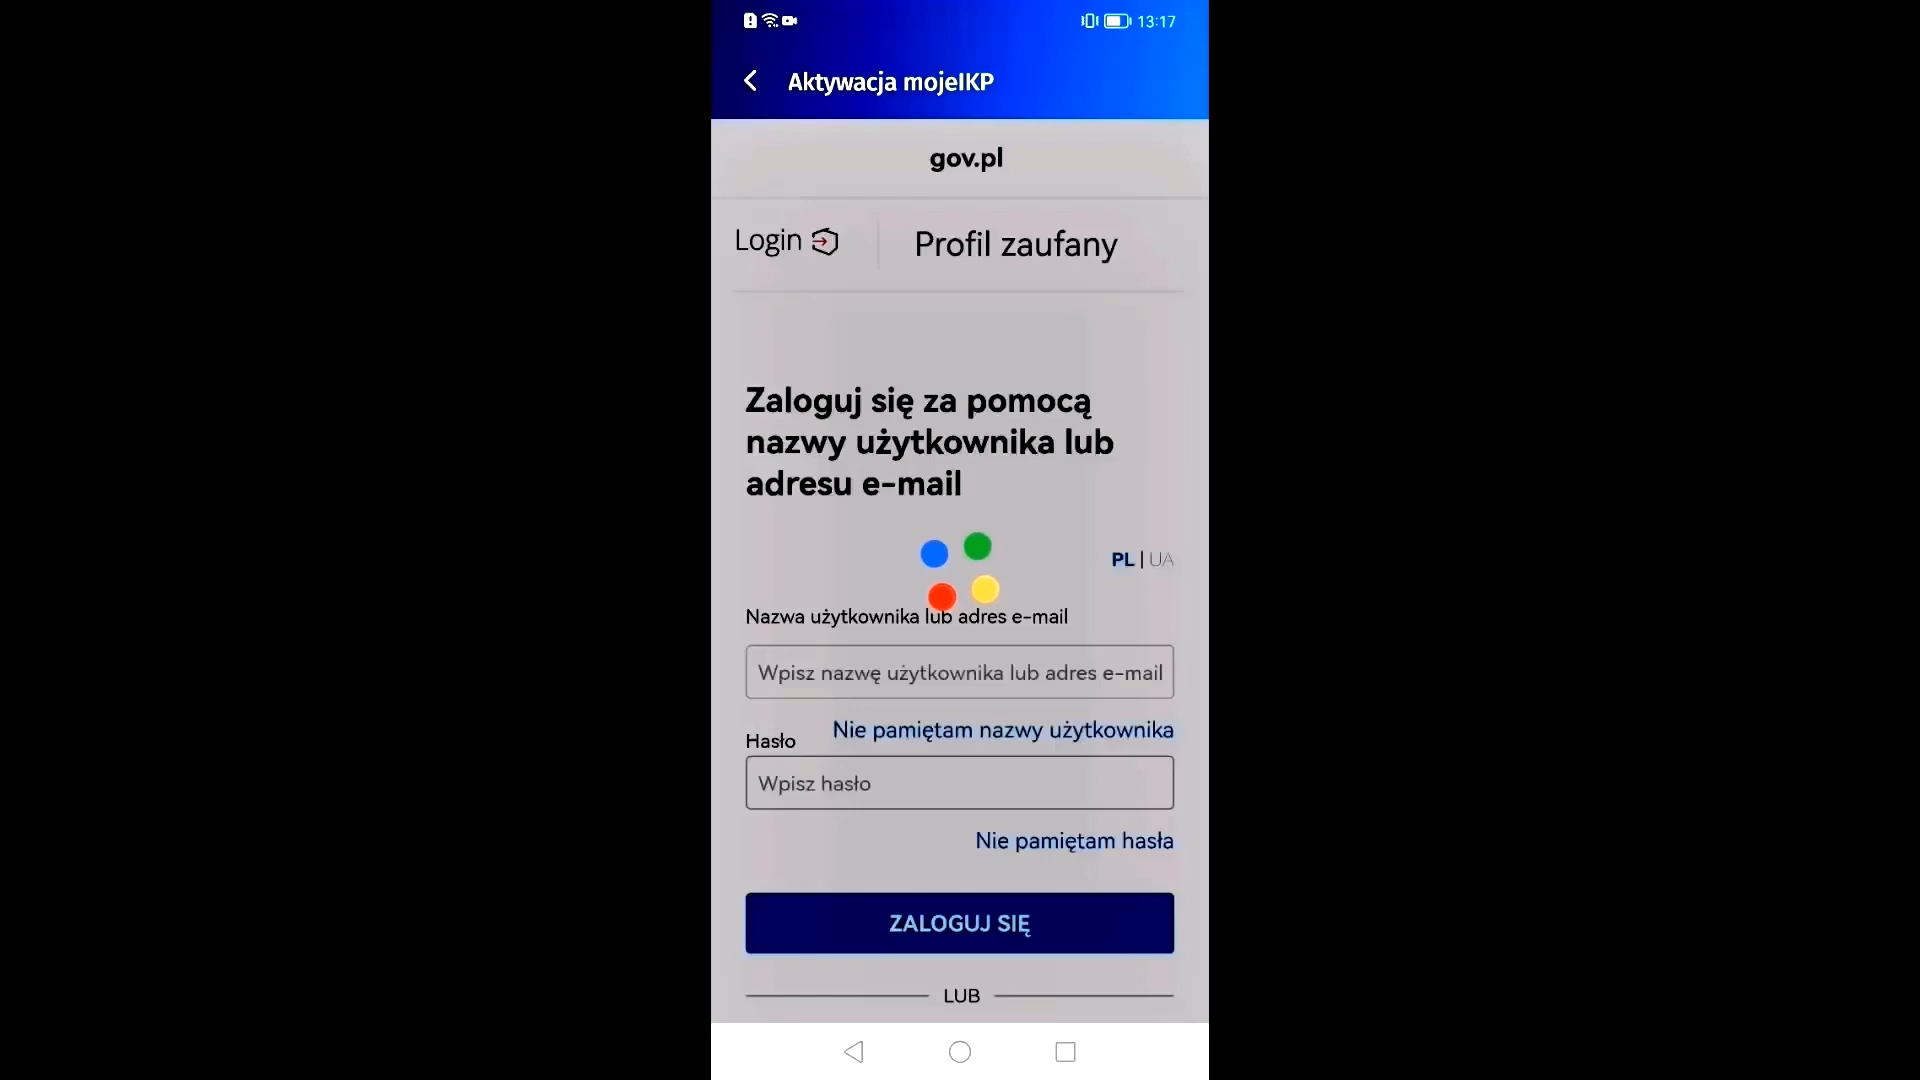 13:17
Aktywacja mojeIKP
gov.pl
Login
Profil zaufany
Zaloguj się za pomocą
nazwy użytkownika lub
adresu e-mail
PL | UA
Nazwa użytkownika lub adres e-mail
Wpisz nazwę użytkownika lub adres e-mail
Nie pamiętam nazwy użytkownika
Hasło
Wpisz hasło
Nie pamiętam hasła
ZALOGUJ SIĘ
LUB